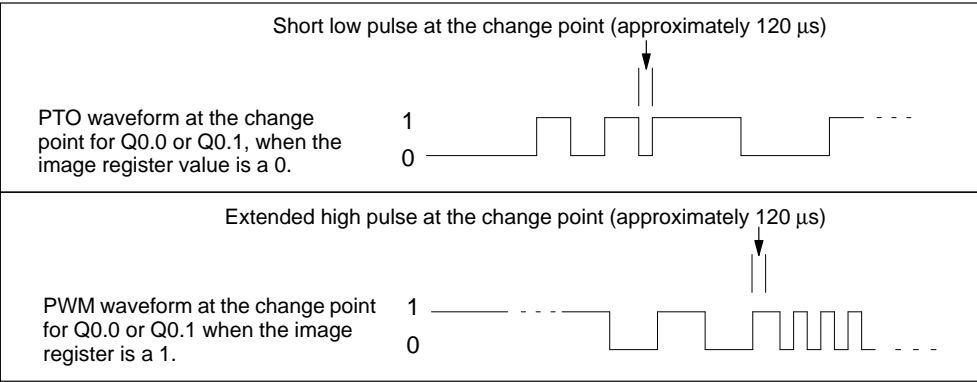 Short low pulse at the change point (approximately 120 μs)
PTO waveform at the change
point for Q0.0 or Q0.1, when the
image register value is a 0.
1
0
Extended high pulse at the change point (approximately 120 μs)
PWM waveform at the change point
for Q0.0 or Q0.1 when the image
register is a 1.
1
0